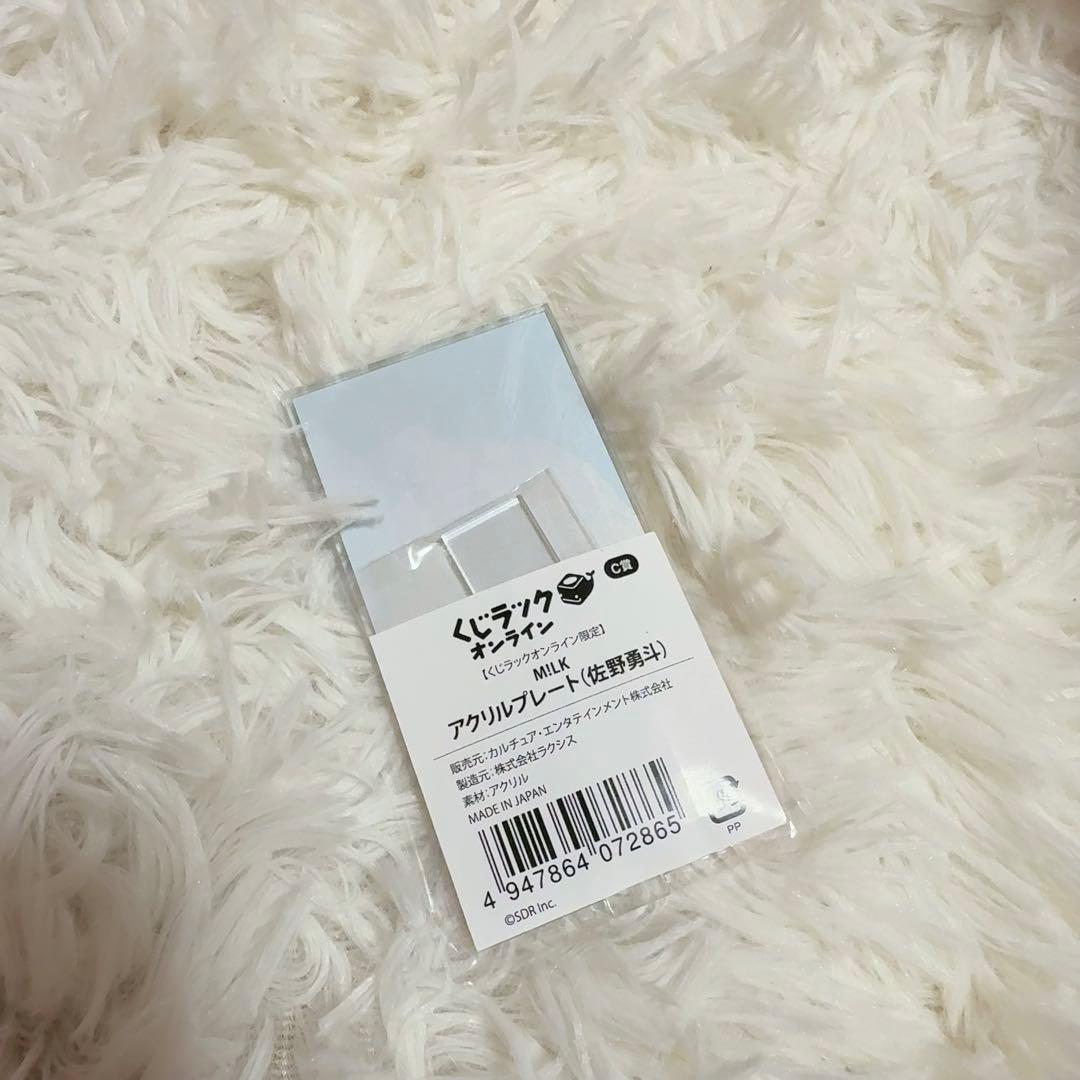 くじラック
オンライン
C賞
【くじラックオンライン限定】
M!LK
アクリルプレート(佐野勇斗)
販売元:カルチュア・エンタテインメント株式会社
製造元:株式会社ラクシス
素材:アクリル
MADE IN JAPAN
4 947864 072865
プラ
PP
©SDR Inc.